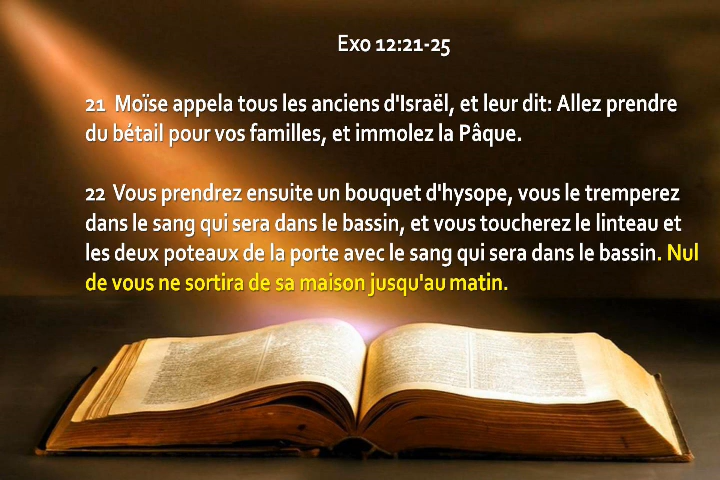 Exo 12:21-25
21 Moïse appela tous les anciens d'Israël, et leur dit: Allez prendre
du bétail pour vos familles, et immolez la Pâque.
22 Vous prendrez ensuite un bouquet d'hysope, vous le tremperez
dans le sang qui sera dans le bassin, et vous toucherez le linteau et
les deux poteaux de la porte avec le sang qui sera dans le bassin. Nul
de vous ne sortira de sa maison jusqu'au matin.